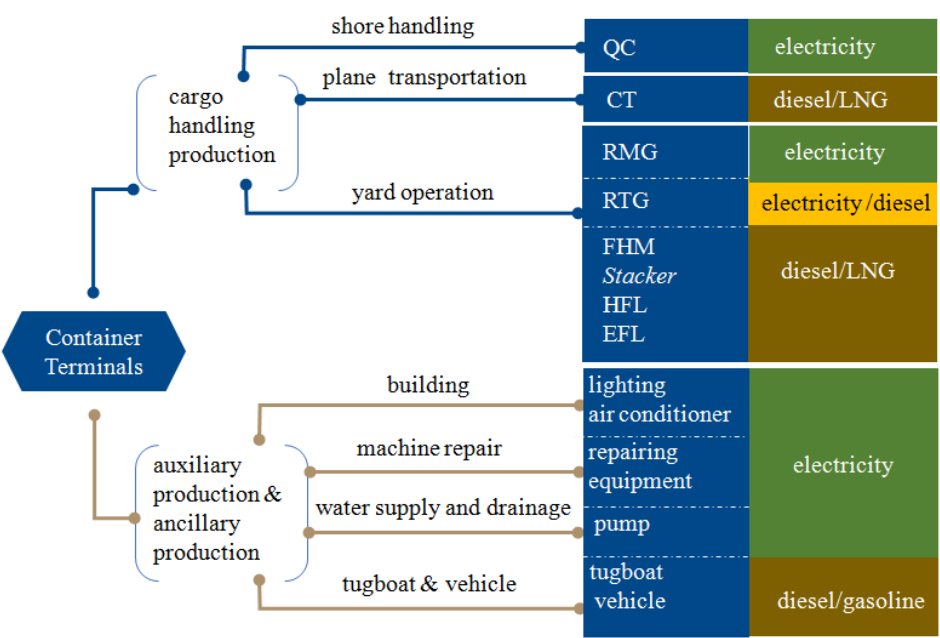 shore handling
QC
electricity
plane transportation
CT
diesel/LNG
cargo
handling
production
RMG
electricity
yard operation
RTG
electricity/diesel
FHM
Stacker
HFL
EFL
diesel/LNG
Container
Terminals
building
lighting
air conditioner
machine repair
repairing
equipment
electricity
auxiliary
production &
ancillary
production
water supply and drainage
pump
tugboat & vehicle
tugboat
vehicle
diesel/gasoline